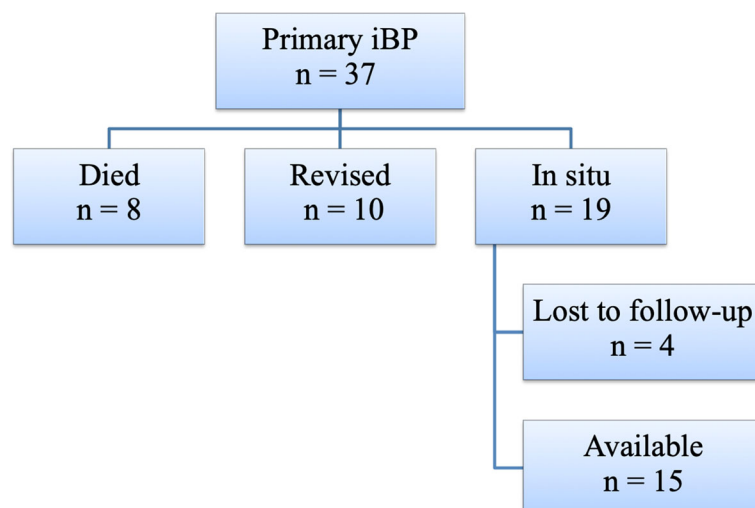 Primary iBP
n = 37
Died
n = 8
Revised
n = 10
In situ
n = 19
Lost to follow-up
n = 4
Available
n = 15